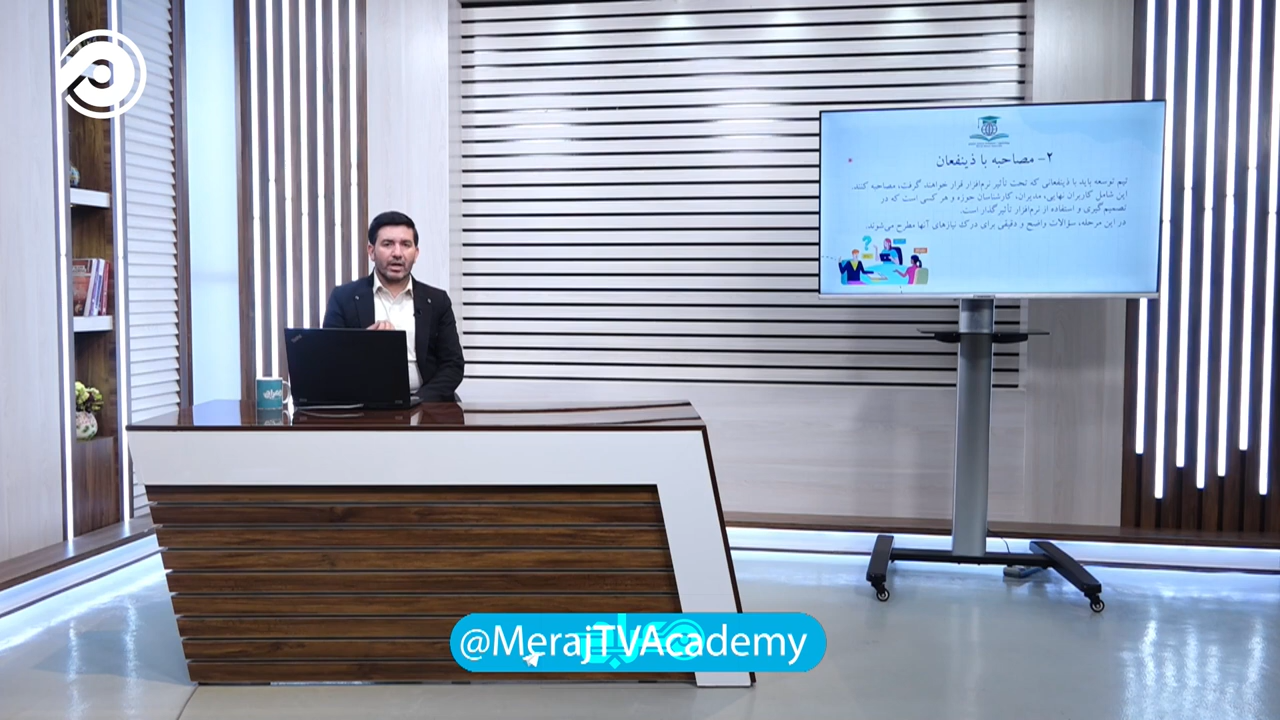 ۲- مصاحبه با ذینفعان
تیم توسعه باید با ذینفعانی که تحت تأثیر نرم‌افزار قرار خواهند گرفت، مصاحبه کنند.
این شامل کاربران نهایی، مدیران، کارشناسان حوزه و هر کسی است که در
تصمیم‌گیری و استفاده از نرم‌افزار تأثیرگذار است.
در این مرحله، سؤالات واضح و دقیقی برای درک نیازهای آنها مطرح می‌شوند.
@MerajTVAcademy